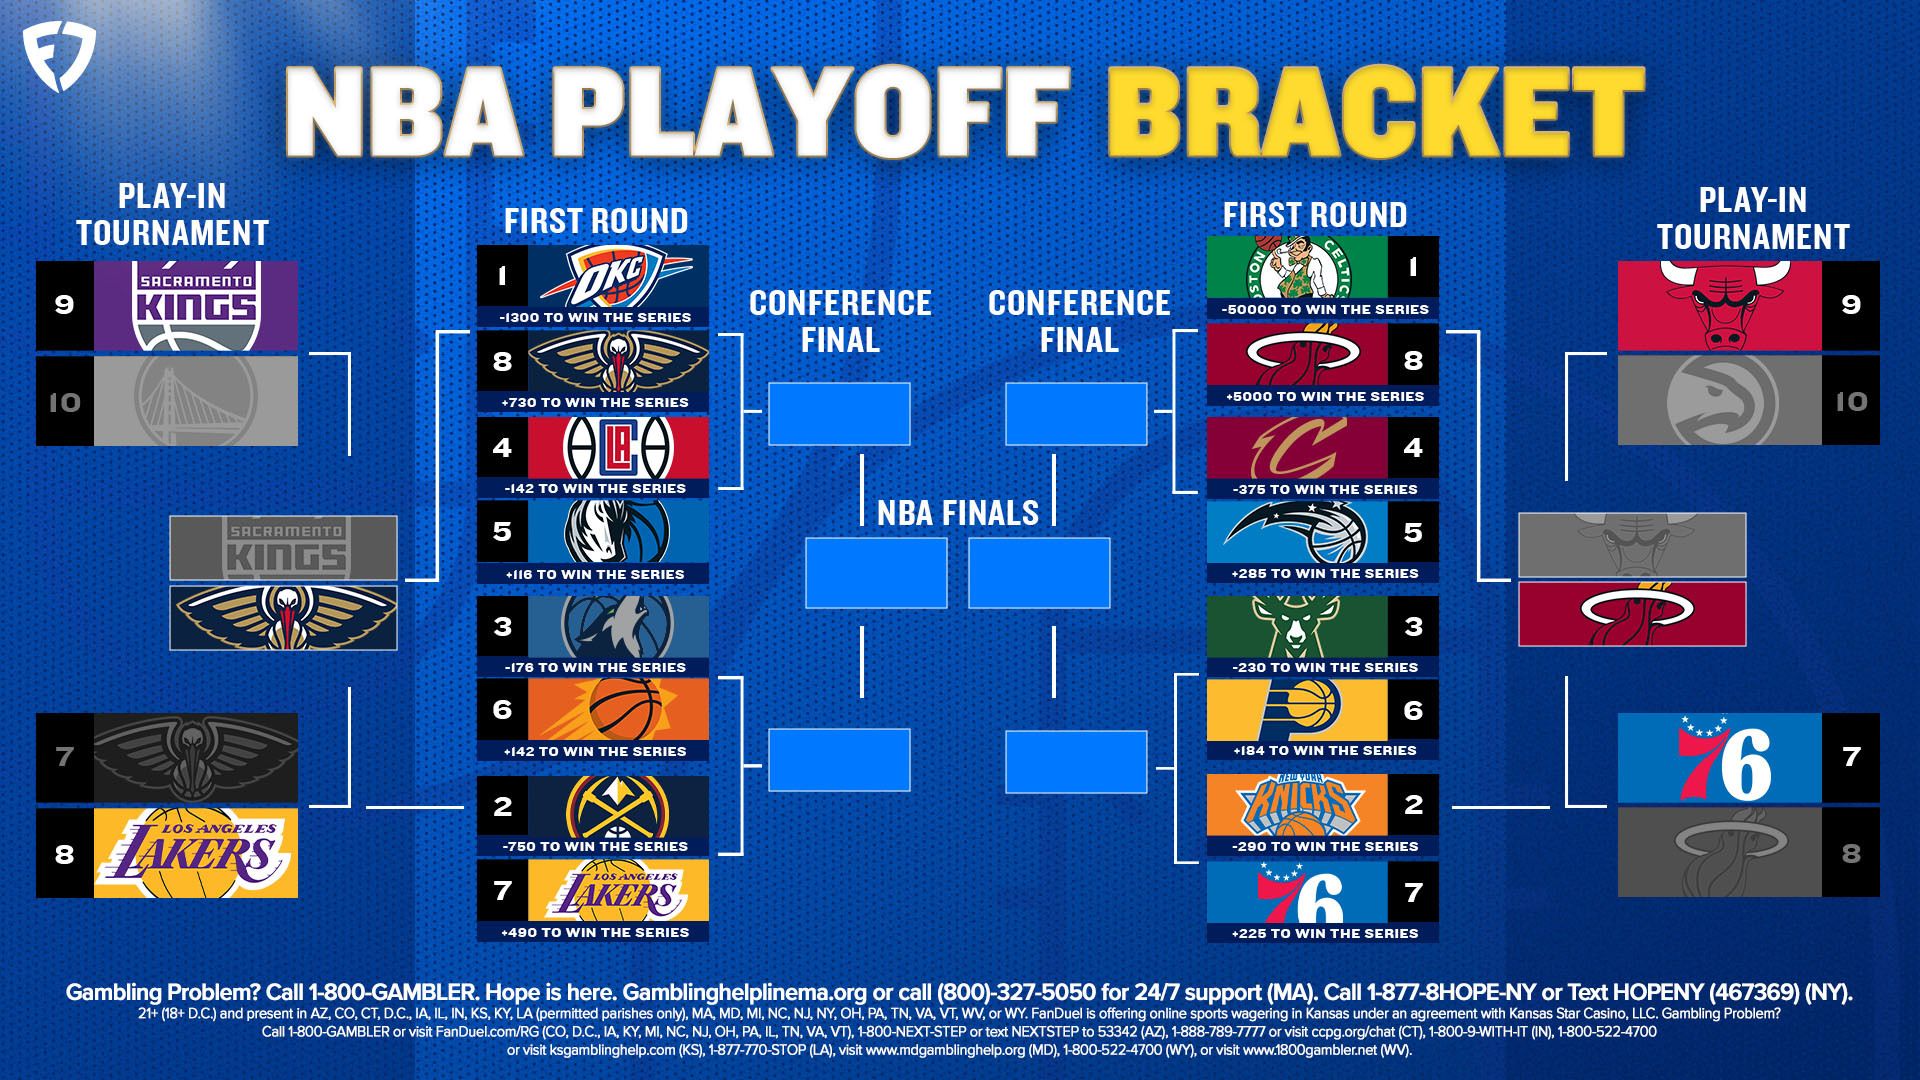 NBA PLAYOFF BRACKET
PLAY-IN
TOURNAMENT
9
SACRAMENTO
KINGS
10
SACRAMENTO
KINGS
7
8
LOS ANGELES
LAKERS
FIRST ROUND
1
OKC
-1300 TO WIN THE SERIES
8
+730 TO WIN THE SERIES
4
LA
-142 TO WIN THE SERIES
5
+116 TO WIN THE SERIES
3
-176 TO WIN THE SERIES
6
+142 TO WIN THE SERIES
2
-750 TO WIN THE SERIES
7
LOS ANGELES
LAKERS
+490 TO WIN THE SERIES
CONFERENCE
FINAL
CONFERENCE
FINAL
NBA FINALS
FIRST ROUND
1
-50000 TO WIN THE SERIES
8
+5000 TO WIN THE SERIES
C
4
-375 TO WIN THE SERIES
5
+285 TO WIN THE SERIES
3
-230 TO WIN THE SERIES
6
+184 TO WIN THE SERIES
NEW YORK
KNICKS
2
-290 TO WIN THE SERIES
76
7
+225 TO WIN THE SERIES
PLAY-IN
TOURNAMENT
9
10
76
7
8
Gambling Problem? Call 1-800-GAMBLER. Hope is here. Gamblinghelplinema.org or call (800)-327-5050 for 24/7 support (MA). Call 1-877-8HOPE-NY or Text HOPENY (467369) (NY).
21+ (18+ D.C.) and present in AZ, CO, CT, D.C., IA, IL, IN, KS, KY, LA (permitted parishes only), MA, MD, MI, NC, NJ, NY, OH, PA, TN, VA, VT, WV, or WY. FanDuel is offering online sports wagering in Kansas under an agreement with Kansas Star Casino, LLC. Gambling Problem?
Call 1-800-GAMBLER or visit FanDuel.com/RG (CO, D.C., IA, KY, MI, NC, NJ, OH, PA, IL, TN, VA, VT), 1-800-NEXT-STEP or text NEXTSTEP to 53342 (AZ), 1-888-789-7777 or visit ccpg.org/chat (CT), 1-800-9-WITH-IT (IN), 1-800-522-4700
or visit ksgamblinghelp.com (KS), 1-877-770-STOP (LA), visit www.mdgamblinghelp.org (MD), 1-800-522-4700 (WY), or visit www.1800gambler.net (WV).